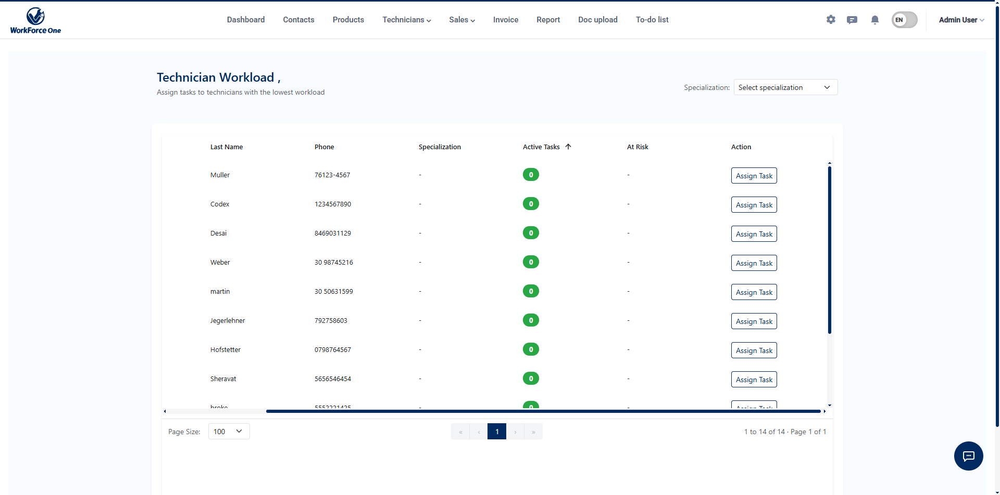 WorkForce One
Dashboard Contacts Products Technicians Sales Invoice Report Doc upload To-do list EN Admin User
Technician Workload ,
Assign tasks to technicians with the lowest workload
Specialization: Select specialization
Last Name Phone Specialization Active Tasks At Risk Action
Muller 76123-4567 - 0 - Assign Task
Codex 1234567890 - 0 - Assign Task
Desai 8469031129 - 0 - Assign Task
Weber 30 98745216 - 0 - Assign Task
martin 30 50631599 - 0 - Assign Task
Jegerlehner 792758603 - 0 - Assign Task
Hofstetter 0798764567 - 0 - Assign Task
Sheravat 5656546454 - 0 - Assign Task
broke 5552221425 - 0 - Assign Task
Page Size: 100 « ‹ 1 › » 1 to 14 of 14 · Page 1 of 1